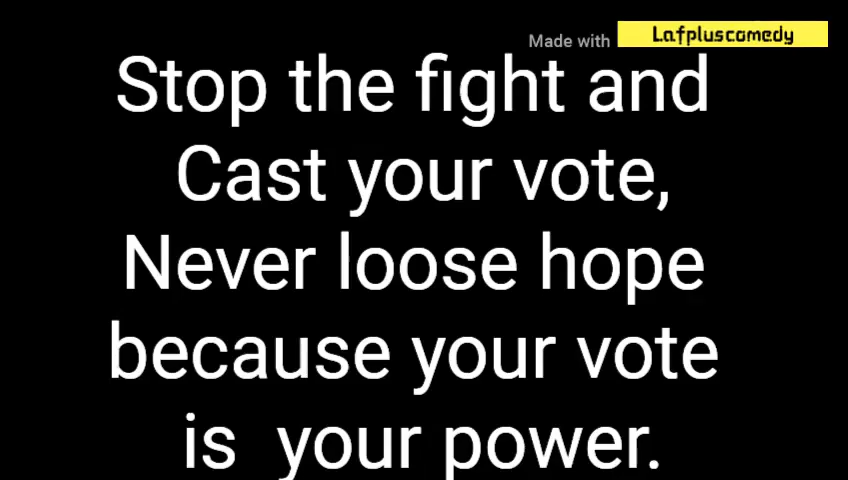 Made with Lafpluscomedy
Stop the fight and
Cast your vote,
Never loose hope
because your vote
is your power.